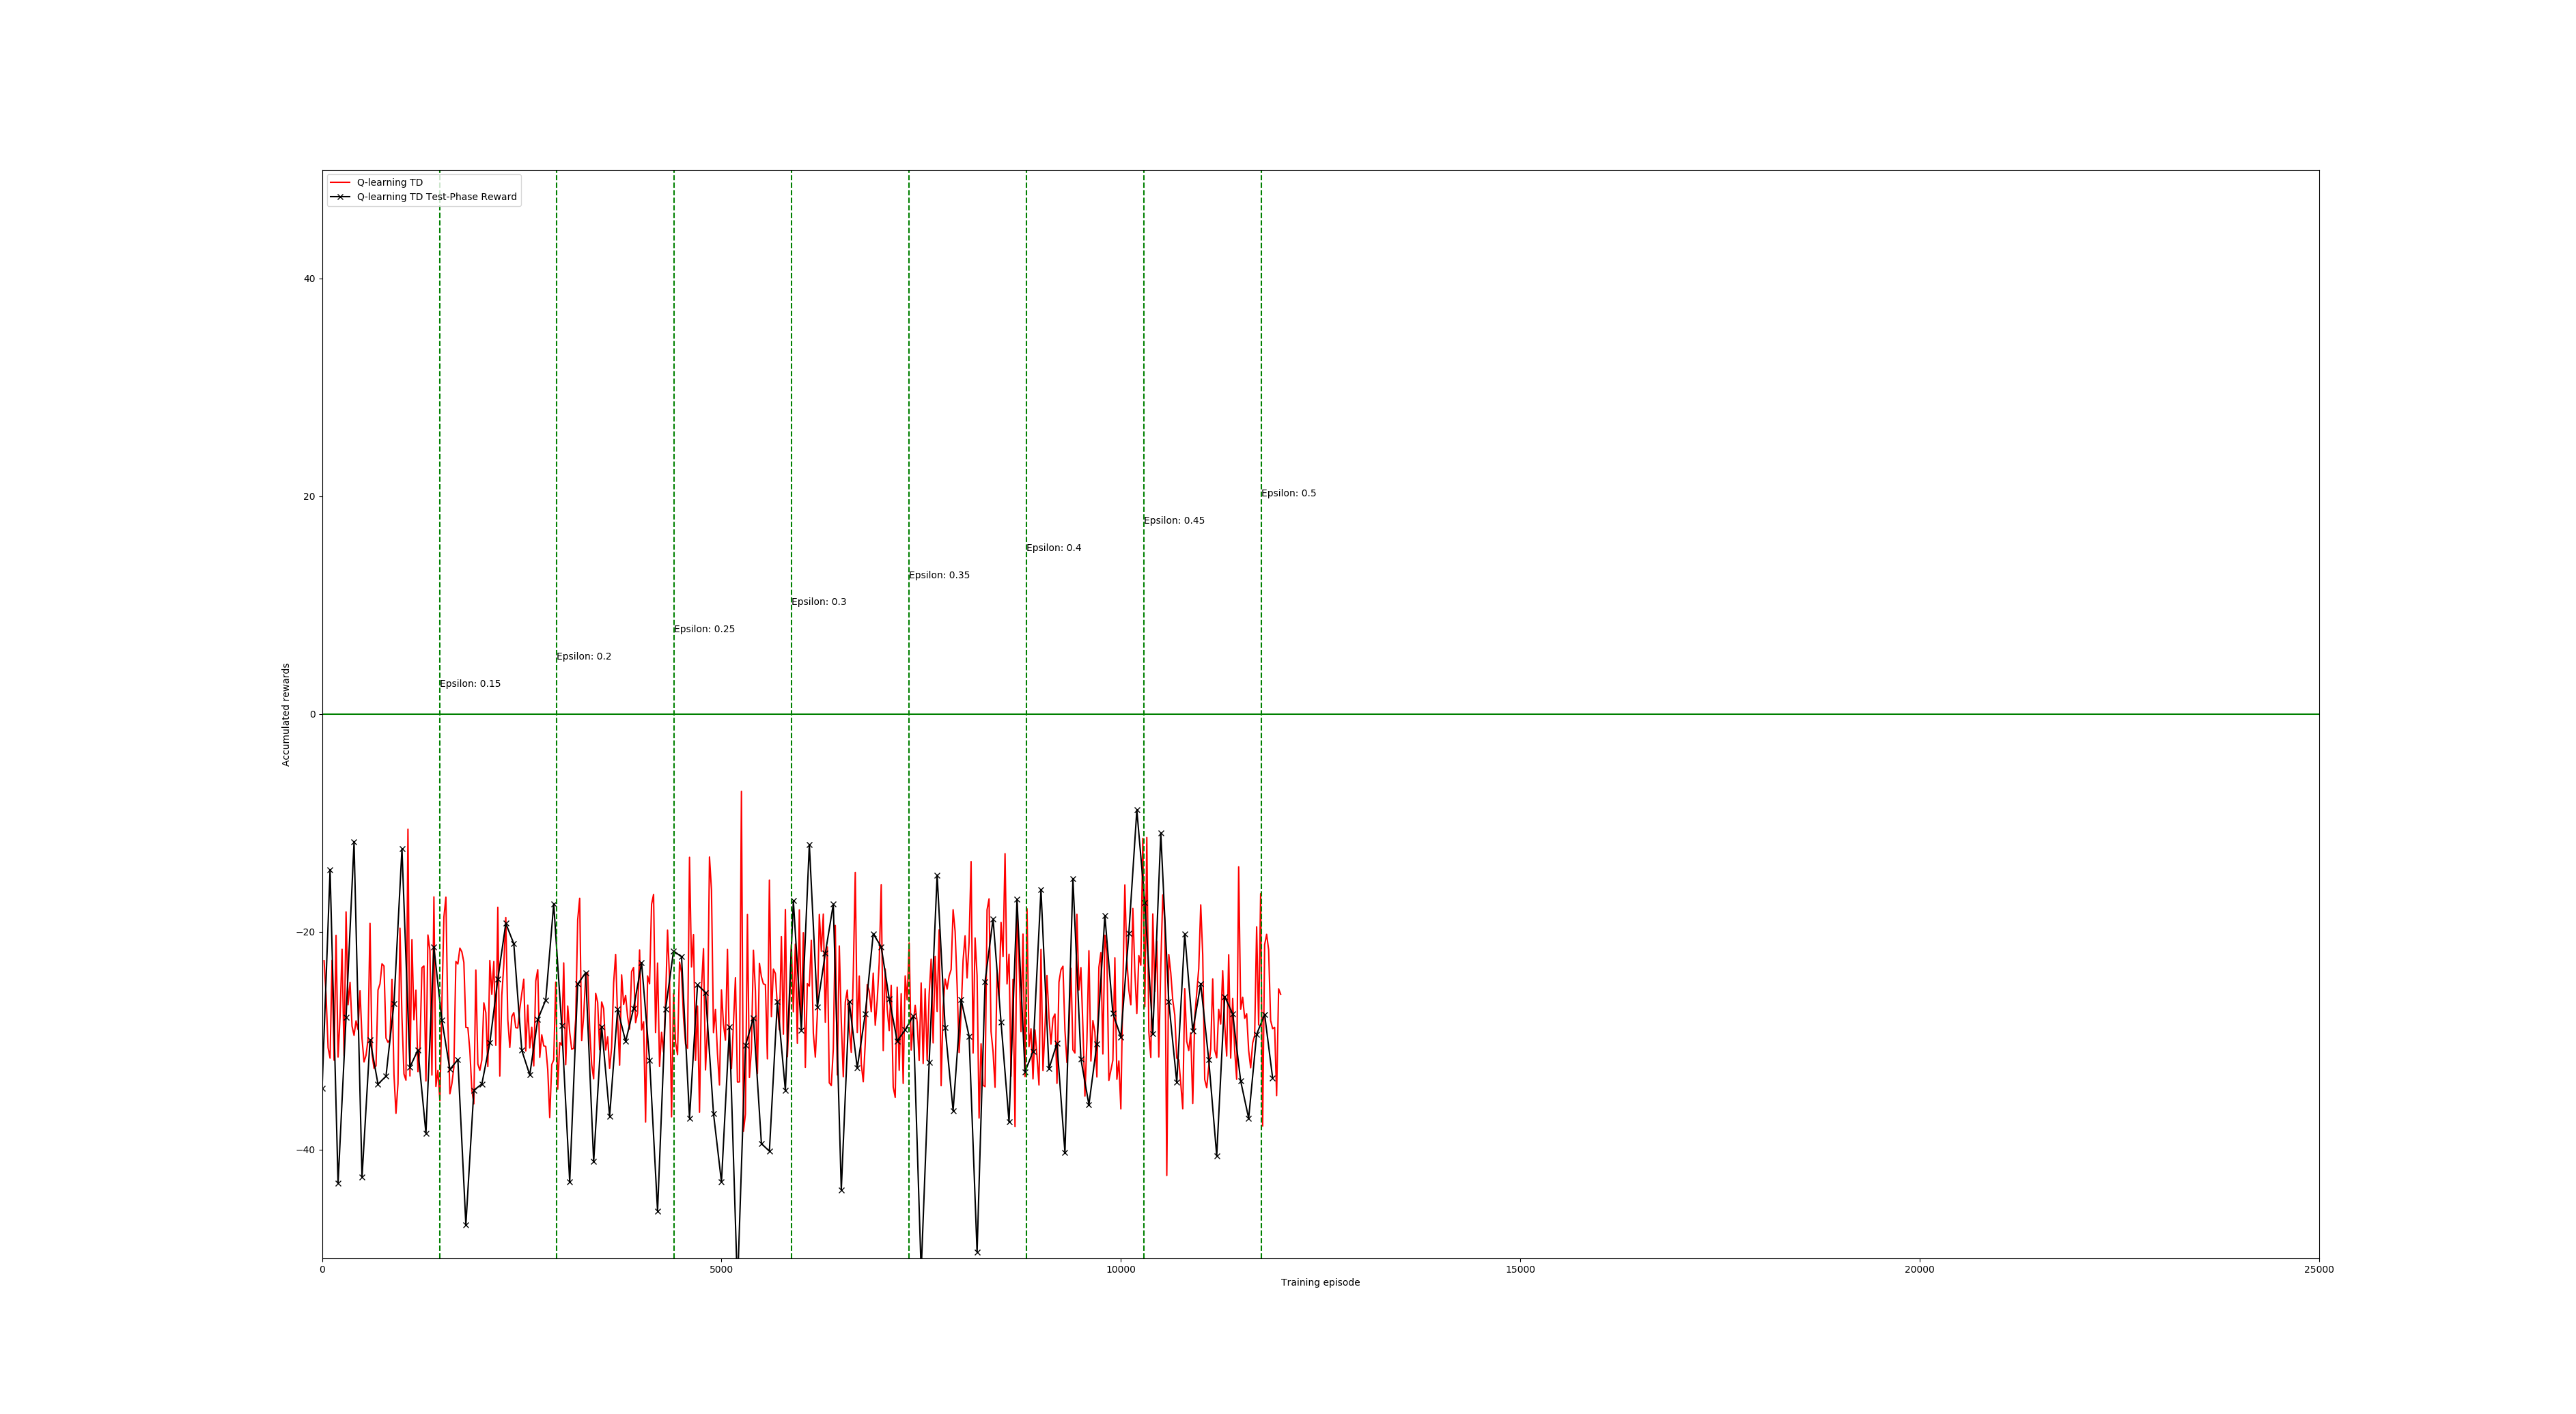 Q-learning TD
Q-learning TD Test-Phase Reward
40
20
0
−20
−40
Accumulated rewards
Epsilon: 0.5
Epsilon: 0.45
Epsilon: 0.4
Epsilon: 0.35
Epsilon: 0.3
Epsilon: 0.25
Epsilon: 0.2
Epsilon: 0.15
0
5000
10000
15000
20000
25000
Training episode